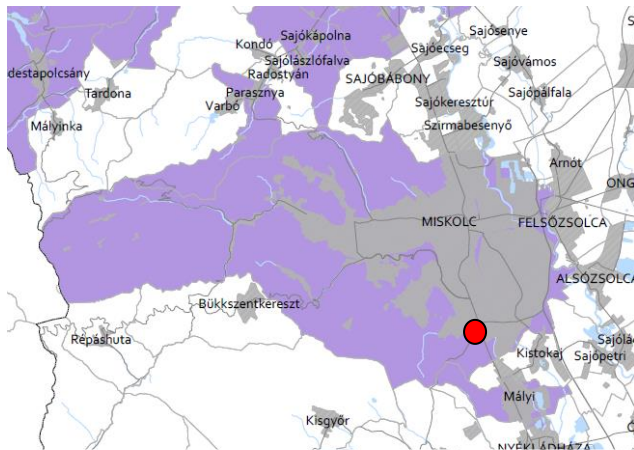 Sajókápolna
Sajósenye
Kondó
Sajóecseg
Sajólászlófalva
Sajóvámos
destapolcsány
Radostyán
SAJÓBÁBONY
Tardona
Parasznya
Sajópálfala
Varbó
Sajókeresztúr
Mályinka
Szirmabesenyő
Arnót
ONG
MISKOLC
FELSŐZSOLCA
ALSÓZSOLCA
Bükkszentkereszt
Répáshuta
Kistokaj
Sajólá
Sajópetri
Mályi
Kisgyőr
NYÉKLÁDHÁZA